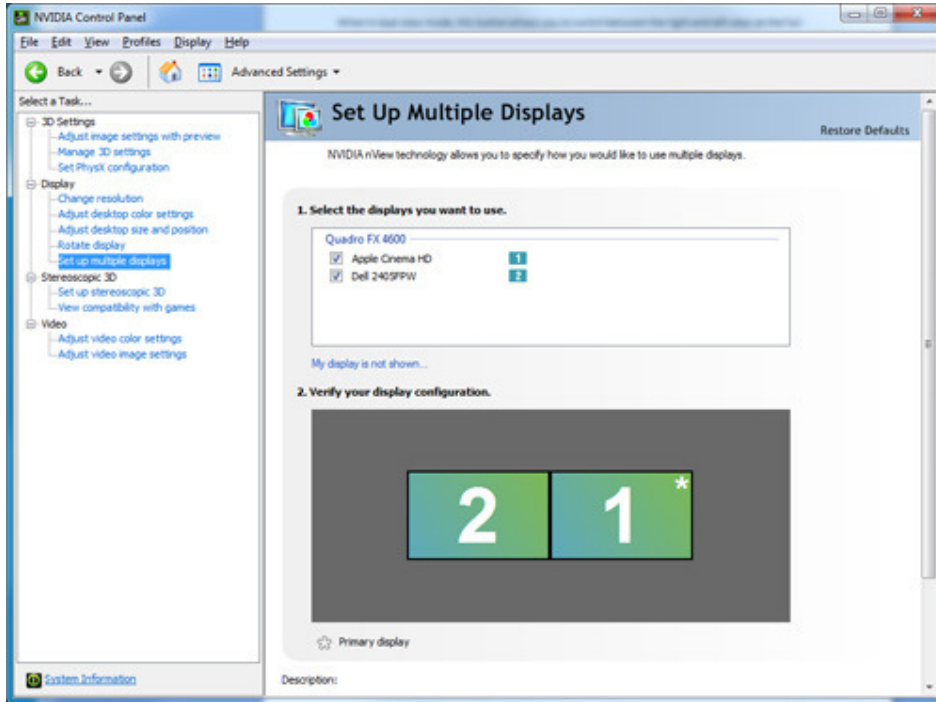 NVIDIA Control Panel
File Edit View Profiles Display Help
Back Advanced Settings
Select a Task...
3D Settings
Adjust image settings with preview
Manage 3D settings
Set PhysX configuration
Display
Change resolution
Adjust desktop color settings
Adjust desktop size and position
Rotate display
Set up multiple displays
Stereoscopic 3D
Set up stereoscopic 3D
View compatibility with games
Video
Adjust video color settings
Adjust video image settings
System Information
Set Up Multiple Displays
Restore Defaults
NVIDIA nView technology allows you to specify how you would like to use multiple displays.
1. Select the displays you want to use.
Quadro FX 4600
Apple Cinema HD 1
Dell 2405FPW 2
My display is not shown...
2. Verify your display configuration.
2 1 *
Primary display
Description: